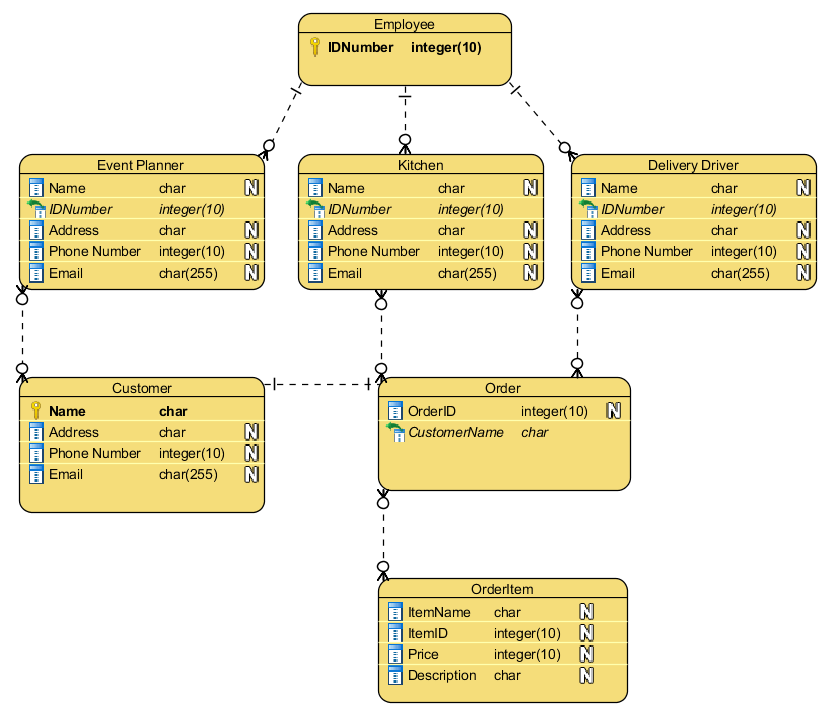 Employee
IDNumber integer(10)
Event Planner
Name char N
IDNumber integer(10)
Address char N
Phone Number integer(10) N
Email char(255) N
Kitchen
Name char N
IDNumber integer(10)
Address char N
Phone Number integer(10) N
Email char(255) N
Delivery Driver
Name char N
IDNumber integer(10)
Address char N
Phone Number integer(10) N
Email char(255) N
Customer
Name char
Address char N
Phone Number integer(10) N
Email char(255) N
Order
OrderID integer(10) N
CustomerName char
OrderItem
ItemName char N
ItemID integer(10) N
Price integer(10) N
Description char N